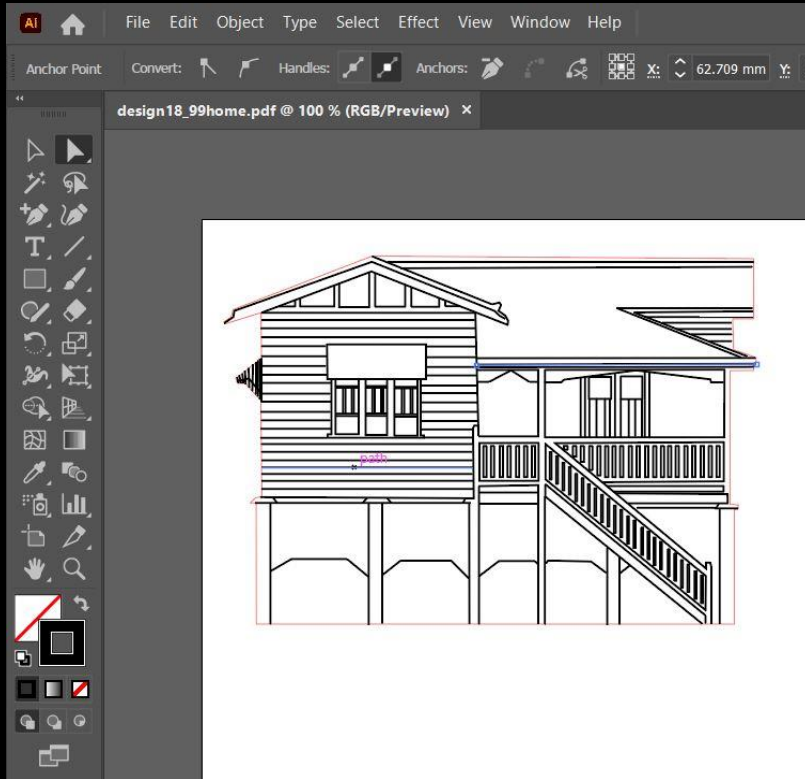 Ai File Edit Object Type Select Effect View Window Help
Anchor Point Convert: Handles: Anchors: X: 62.709 mm Y:
design18_99home.pdf @ 100 % (RGB/Preview) ×
path